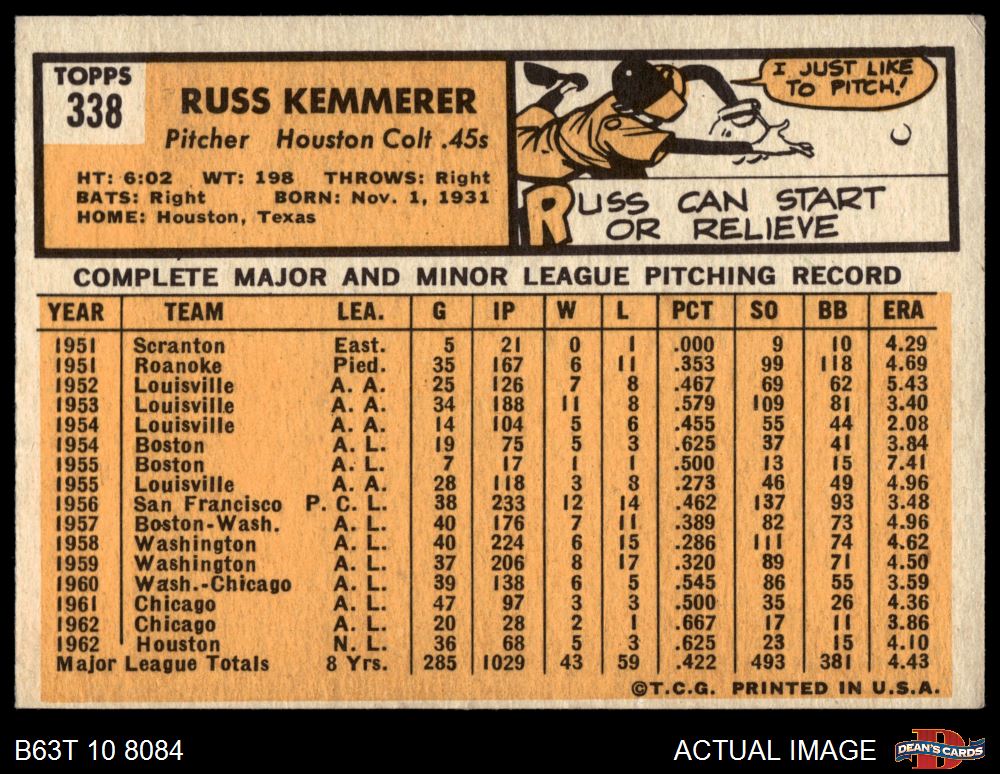 TOPPS
338
RUSS KEMMERER
Pitcher Houston Colt .45s
HT: 6:02 WT: 198 THROWS: Right
BATS: Right BORN: Nov. 1, 1931
HOME: Houston, Texas
I JUST LIKE
TO PITCH!
RUSS CAN START
OR RELIEVE
COMPLETE MAJOR AND MINOR LEAGUE PITCHING RECORD
YEAR TEAM LEA. G IP W L PCT SO BB ERA
1951 Scranton East. 5 21 0 1 .000 9 10 4.29
1951 Roanoke Pied. 35 167 6 11 .353 99 118 4.69
1952 Louisville A. A. 25 126 7 8 .467 69 62 5.43
1953 Louisville A. A. 34 188 11 8 .579 109 81 3.40
1954 Louisville A. A. 14 104 5 6 .455 55 44 2.08
1954 Boston A. L. 19 75 5 3 .625 37 41 3.84
1955 Boston A. L. 7 17 1 1 .500 13 15 7.41
1955 Louisville A. A. 28 118 3 8 .273 46 49 4.96
1956 San Francisco P. C. L. 38 233 12 14 .462 137 93 3.48
1957 Boston-Wash. A. L. 40 176 7 11 .389 82 73 4.96
1958 Washington A. L. 40 224 6 15 .286 111 74 4.62
1959 Washington A. L. 37 206 8 17 .320 89 71 4.50
1960 Wash.-Chicago A. L. 39 138 6 5 .545 86 55 3.59
1961 Chicago A. L. 47 97 3 3 .500 35 26 4.36
1962 Chicago A. L. 20 28 2 1 .667 17 11 3.86
1962 Houston N. L. 36 68 5 3 .625 23 15 4.10
Major League Totals 8 Yrs. 285 1029 43 59 .422 493 381 4.43
©T.C.G. PRINTED IN U.S.A.
B63T 10 8084
ACTUAL IMAGE
D
DEAN'S CARDS